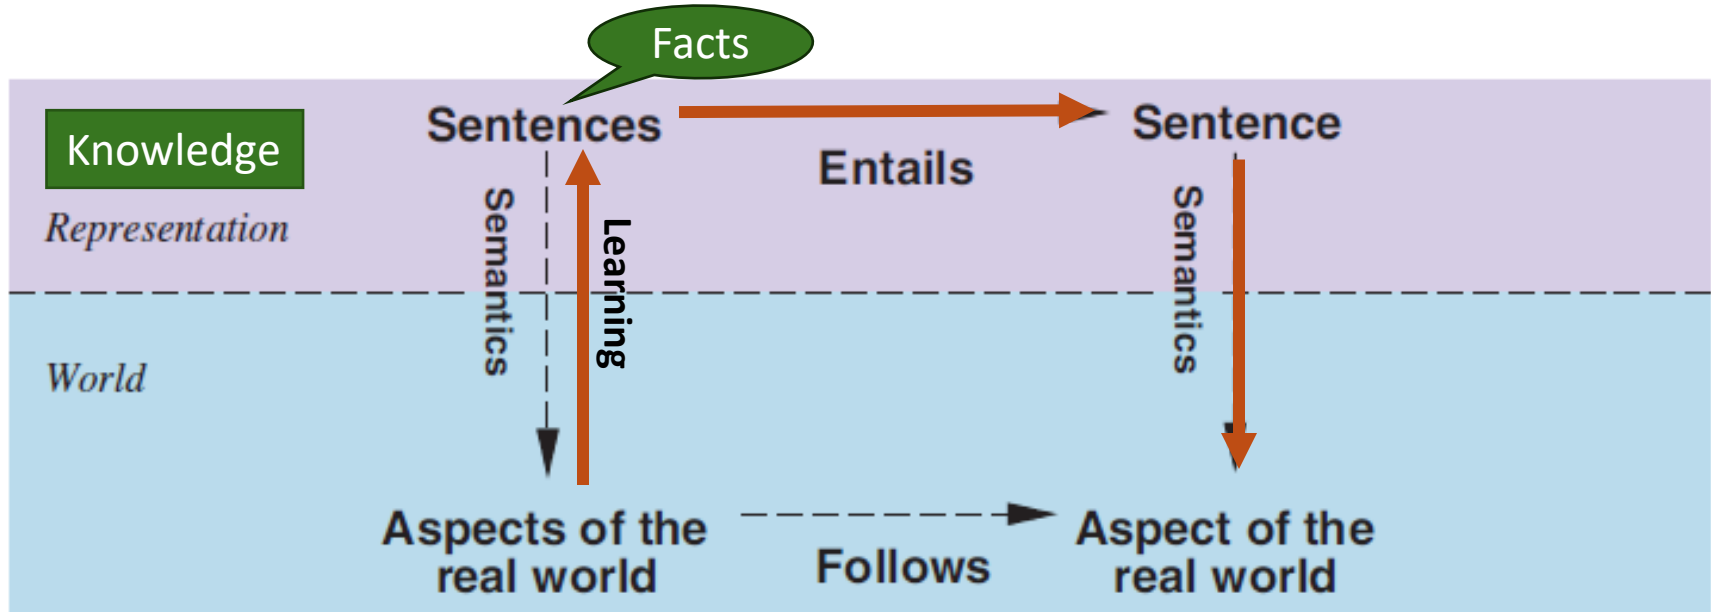 Facts
Knowledge
Sentences
Sentence
Entails
Representation
Semantics
Learning
Semantics
World
Aspects of the
real world
Follows
Aspect of the
real world